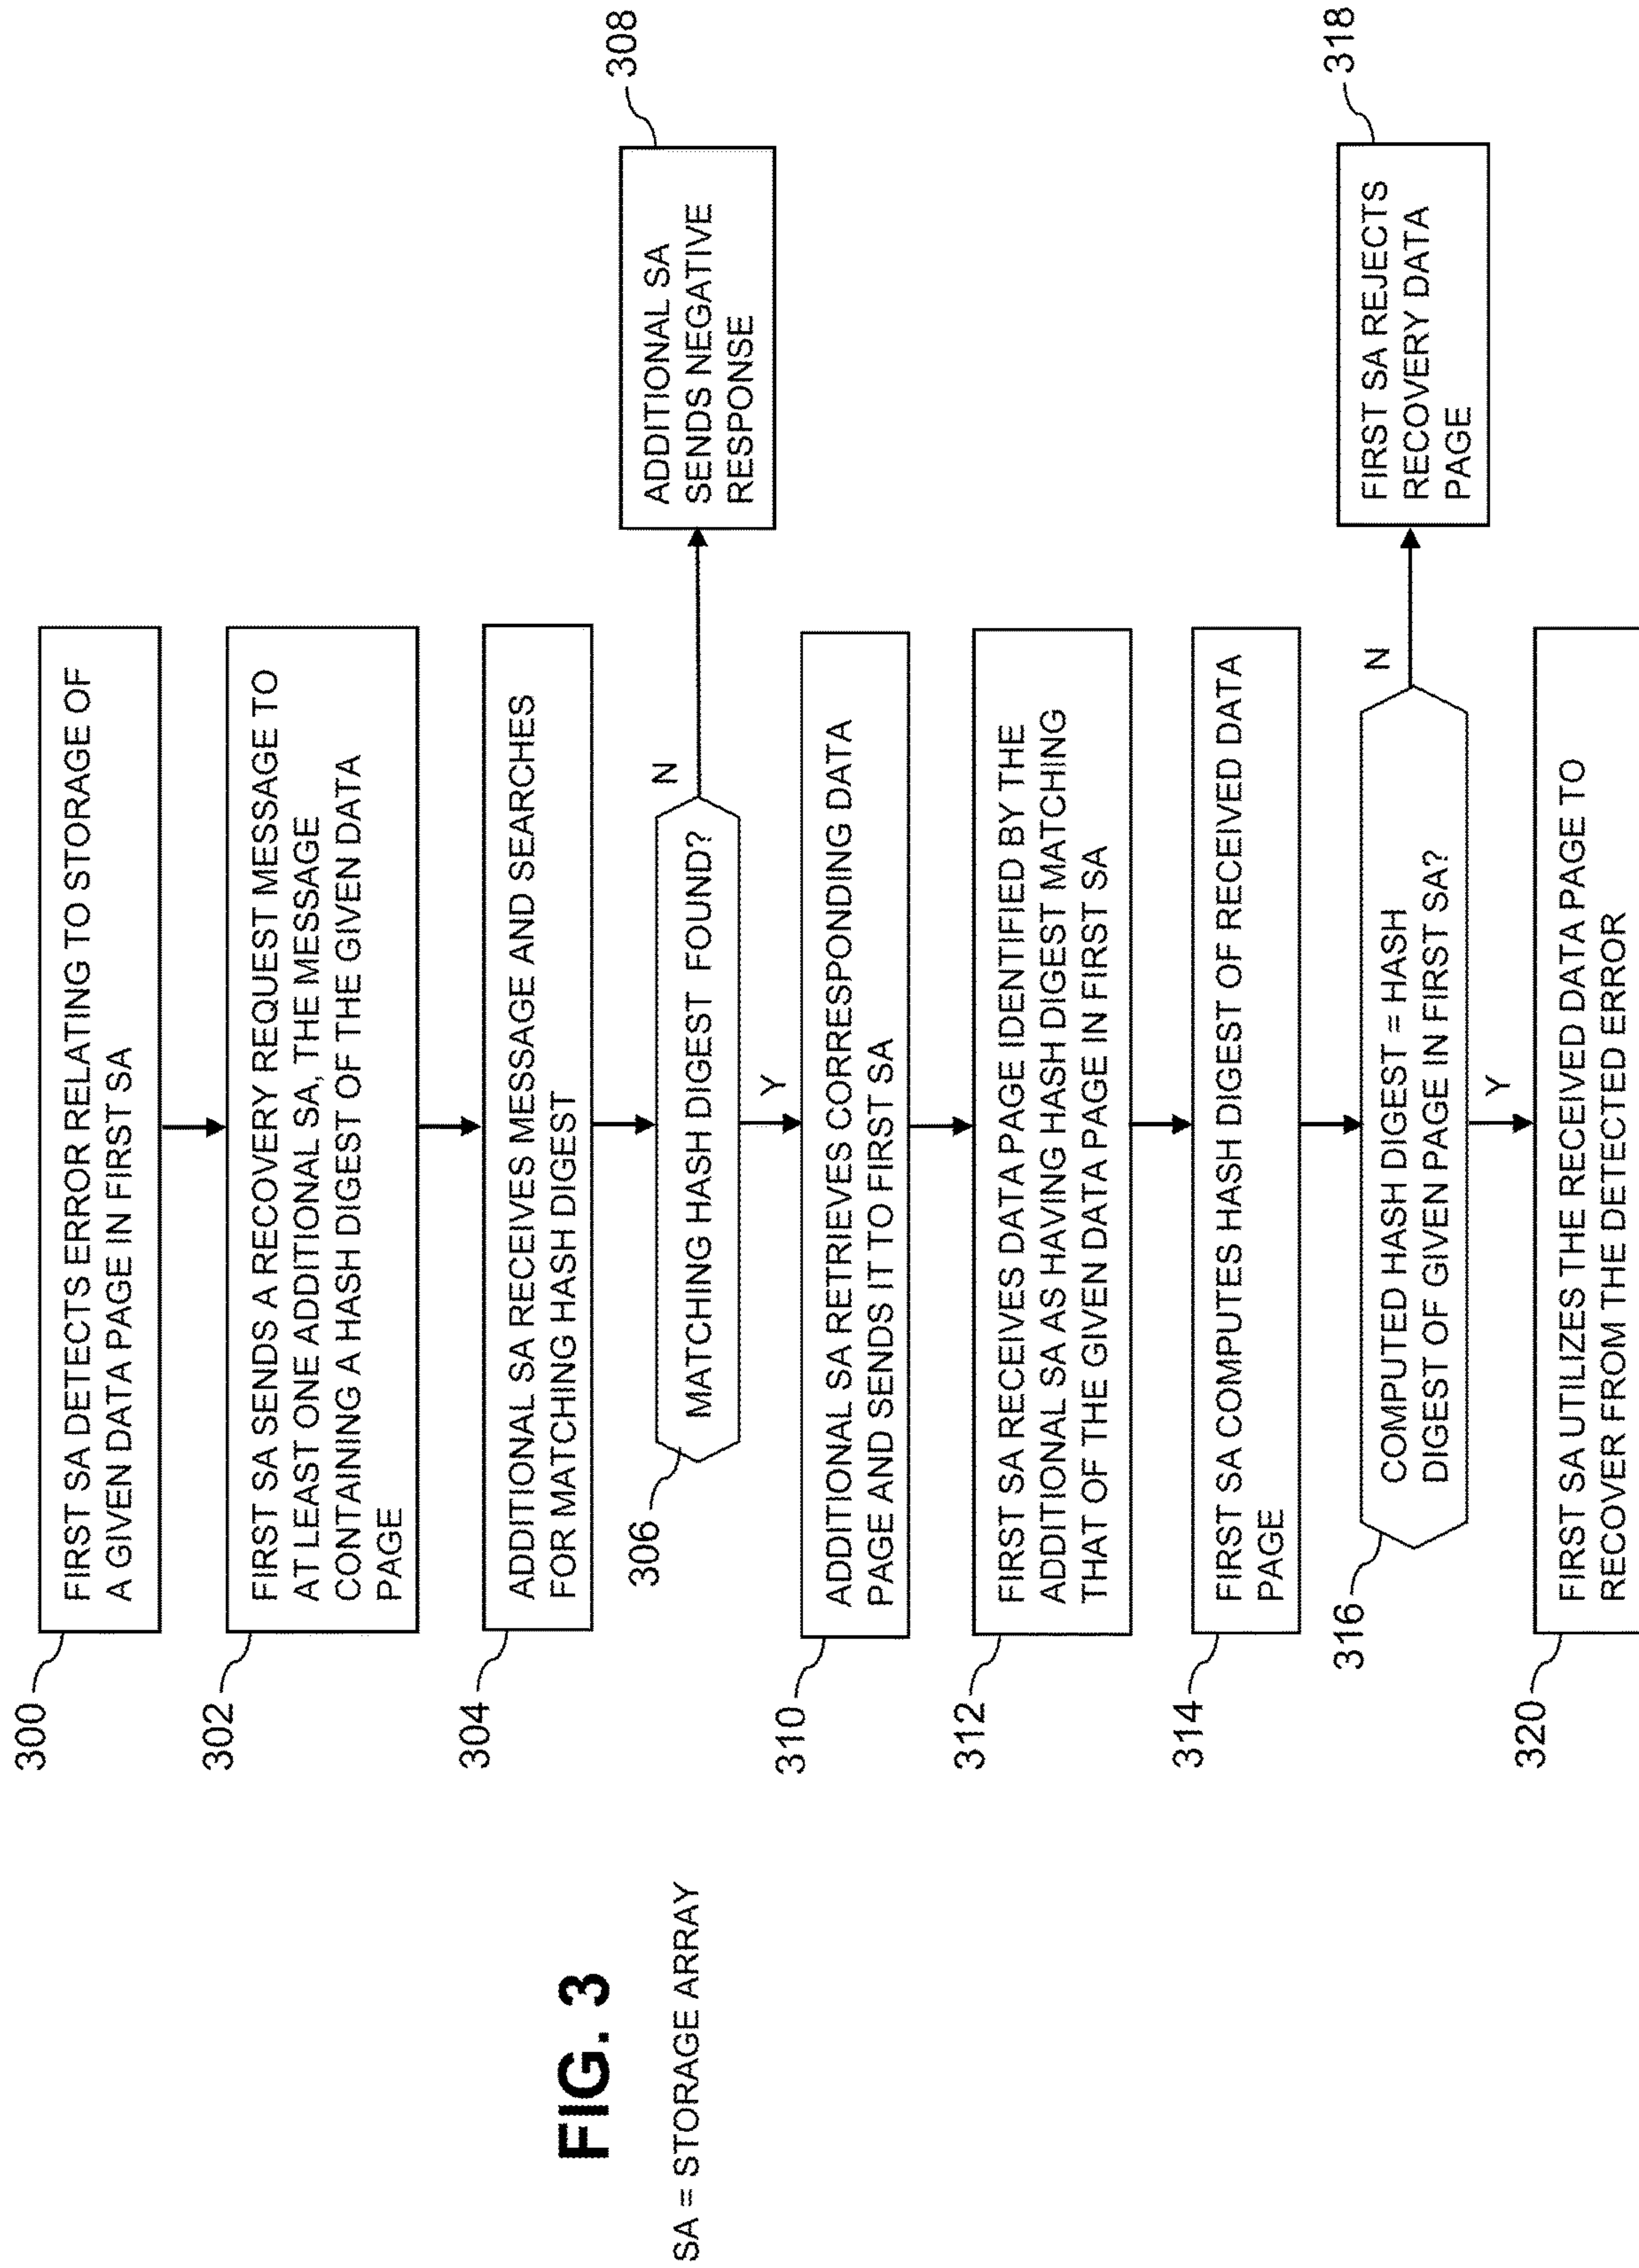 FIG. 3
SA = STORAGE ARRAY
300
FIRST SA DETECTS ERROR RELATING TO STORAGE OF
A GIVEN DATA PAGE IN FIRST SA
302
FIRST SA SENDS A RECOVERY REQUEST MESSAGE TO
AT LEAST ONE ADDITIONAL SA, THE MESSAGE
CONTAINING A HASH DIGEST OF THE GIVEN DATA
PAGE
304
ADDITIONAL SA RECEIVES MESSAGE AND SEARCHES
FOR MATCHING HASH DIGEST
306
MATCHING HASH DIGEST FOUND?
N
308
ADDITIONAL SA
SENDS NEGATIVE
RESPONSE
Y
310
ADDITIONAL SA RETRIEVES CORRESPONDING DATA
PAGE AND SENDS IT TO FIRST SA
312
FIRST SA RECEIVES DATA PAGE IDENTIFIED BY THE
ADDITIONAL SA AS HAVING HASH DIGEST MATCHING
THAT OF THE GIVEN DATA PAGE IN FIRST SA
314
FIRST SA COMPUTES HASH DIGEST OF RECEIVED DATA
PAGE
316
COMPUTED HASH DIGEST = HASH
DIGEST OF GIVEN PAGE IN FIRST SA?
N
318
FIRST SA REJECTS
RECOVERY DATA
PAGE
Y
320
FIRST SA UTILIZES THE RECEIVED DATA PAGE TO
RECOVER FROM THE DETECTED ERROR